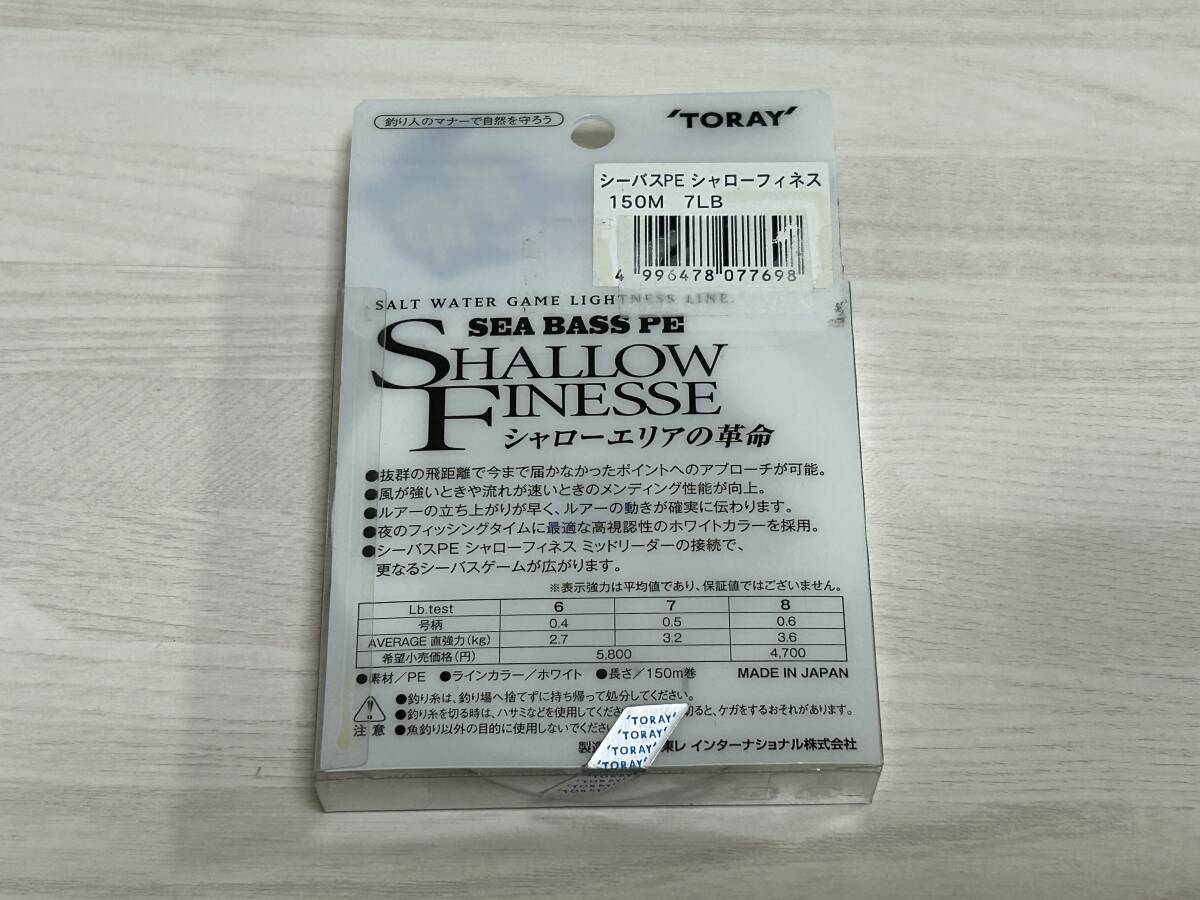 釣り人のマナーで自然を守ろう
'TORAY'
シーバスPE シャローフィネス
150M 7LB
4 996478 077698
SALT WATER GAME LIGHTNESS LINE.
SEA BASS PE
SHALLOW
FINESSE
シャローエリアの革命
●抜群の飛距離で今まで届かなかったポイントへのアプローチが可能。
●風が強いときや流れが速いときのメンディング性能が向上。
●ルアーの立ち上がりが早く、ルアーの動きが確実に伝わります。
●夜のフィッシングタイムに最適な高視認性のホワイトカラーを採用。
●シーバスPE シャローフィネス ミッドリーダーの接続で、
更なるシーバスゲームが広がります。
※表示強力は平均値であり、保証値ではございません。
Lb.test 6 7 8
号柄 0.4 0.5 0.6
AVERAGE 直強力(kg) 2.7 3.2 3.6
希望小売価格(円) 5,800 4,700
●素材/PE ●ラインカラー/ホワイト ●長さ/150m巻 MADE IN JAPAN
●釣り糸は、釣り場へ捨てずに持ち帰って処分してください。
●釣り糸を切る時は、ハサミなどを使用してくださ 切ると、ケガをするおそれがあります。
注意 ●魚釣り以外の目的に使用しないでくださ
'TORAY'
'TORAY'
'TORAY'
'TORAY'
製造 東レ インターナショナル株式会社
'TORAY'
'TORAY'